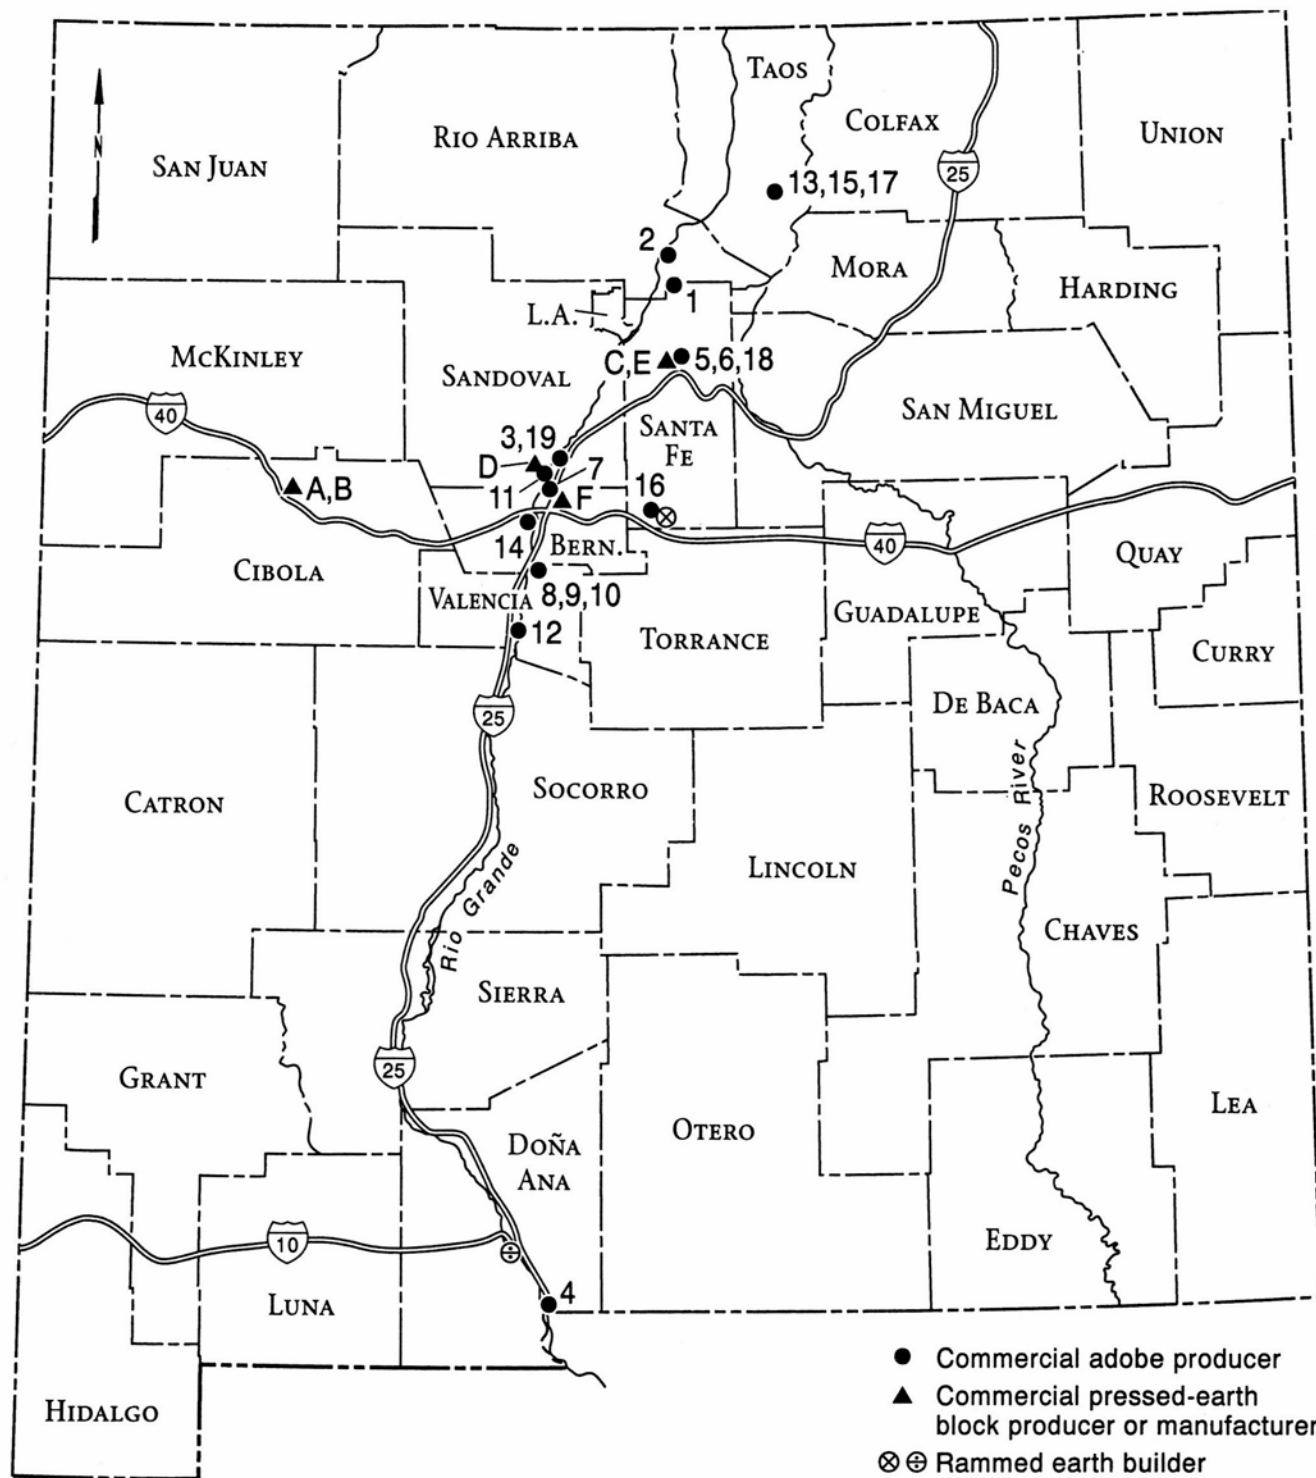 TAOS
COLFAX
UNION
RIO ARRIBA
SAN JUAN
N
25
13,15,17
2
MORA
HARDING
1
L.A.
MCKINLEY
C,E
5,6,18
SANDOVAL
40
SAN MIGUEL
SANTA
FE
3,19
D
7
11
A,B
F
16
14
BERN.
40
QUAY
CIBOLA
VALENCIA
8,9,10
GUADALUPE
12
TORRANCE
CURRY
25
DE BACA
CATRON
SOCORRO
ROOSEVELT
Pecos River
Rio Grande
LINCOLN
CHAVES
SIERRA
25
GRANT
OTERO
LEA
DOÑA
ANA
10
EDDY
LUNA
4
HIDALGO
Commercial adobe producer
Commercial pressed-earth
block producer or manufacturer
Rammed earth builder